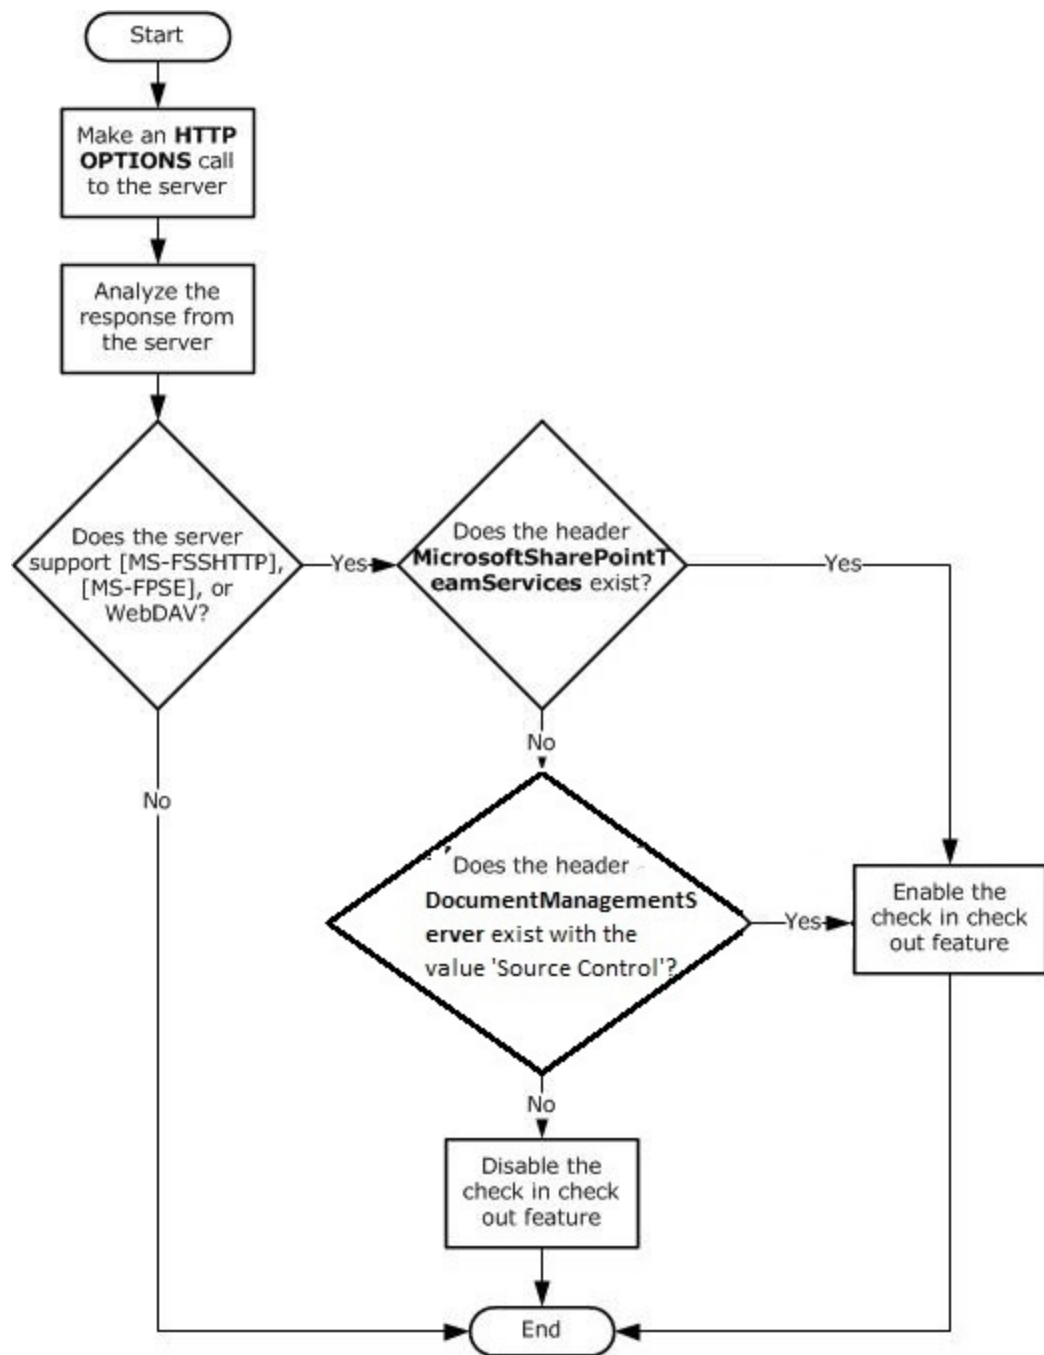 Start
Make an HTTP
OPTIONS call
to the server
Analyze the
response from
the server
Does the server
support [MS-FSSHTTP],
[MS-FPSE], or
WebDAV?
Yes
Does the header
MicrosoftSharePointT
eamServices exist?
Yes
No
No
Does the header
DocumentManagementS
erver exist with the
value 'Source Control'?
Yes
Enable the
check in check
out feature
No
Disable the
check in check
out feature
End